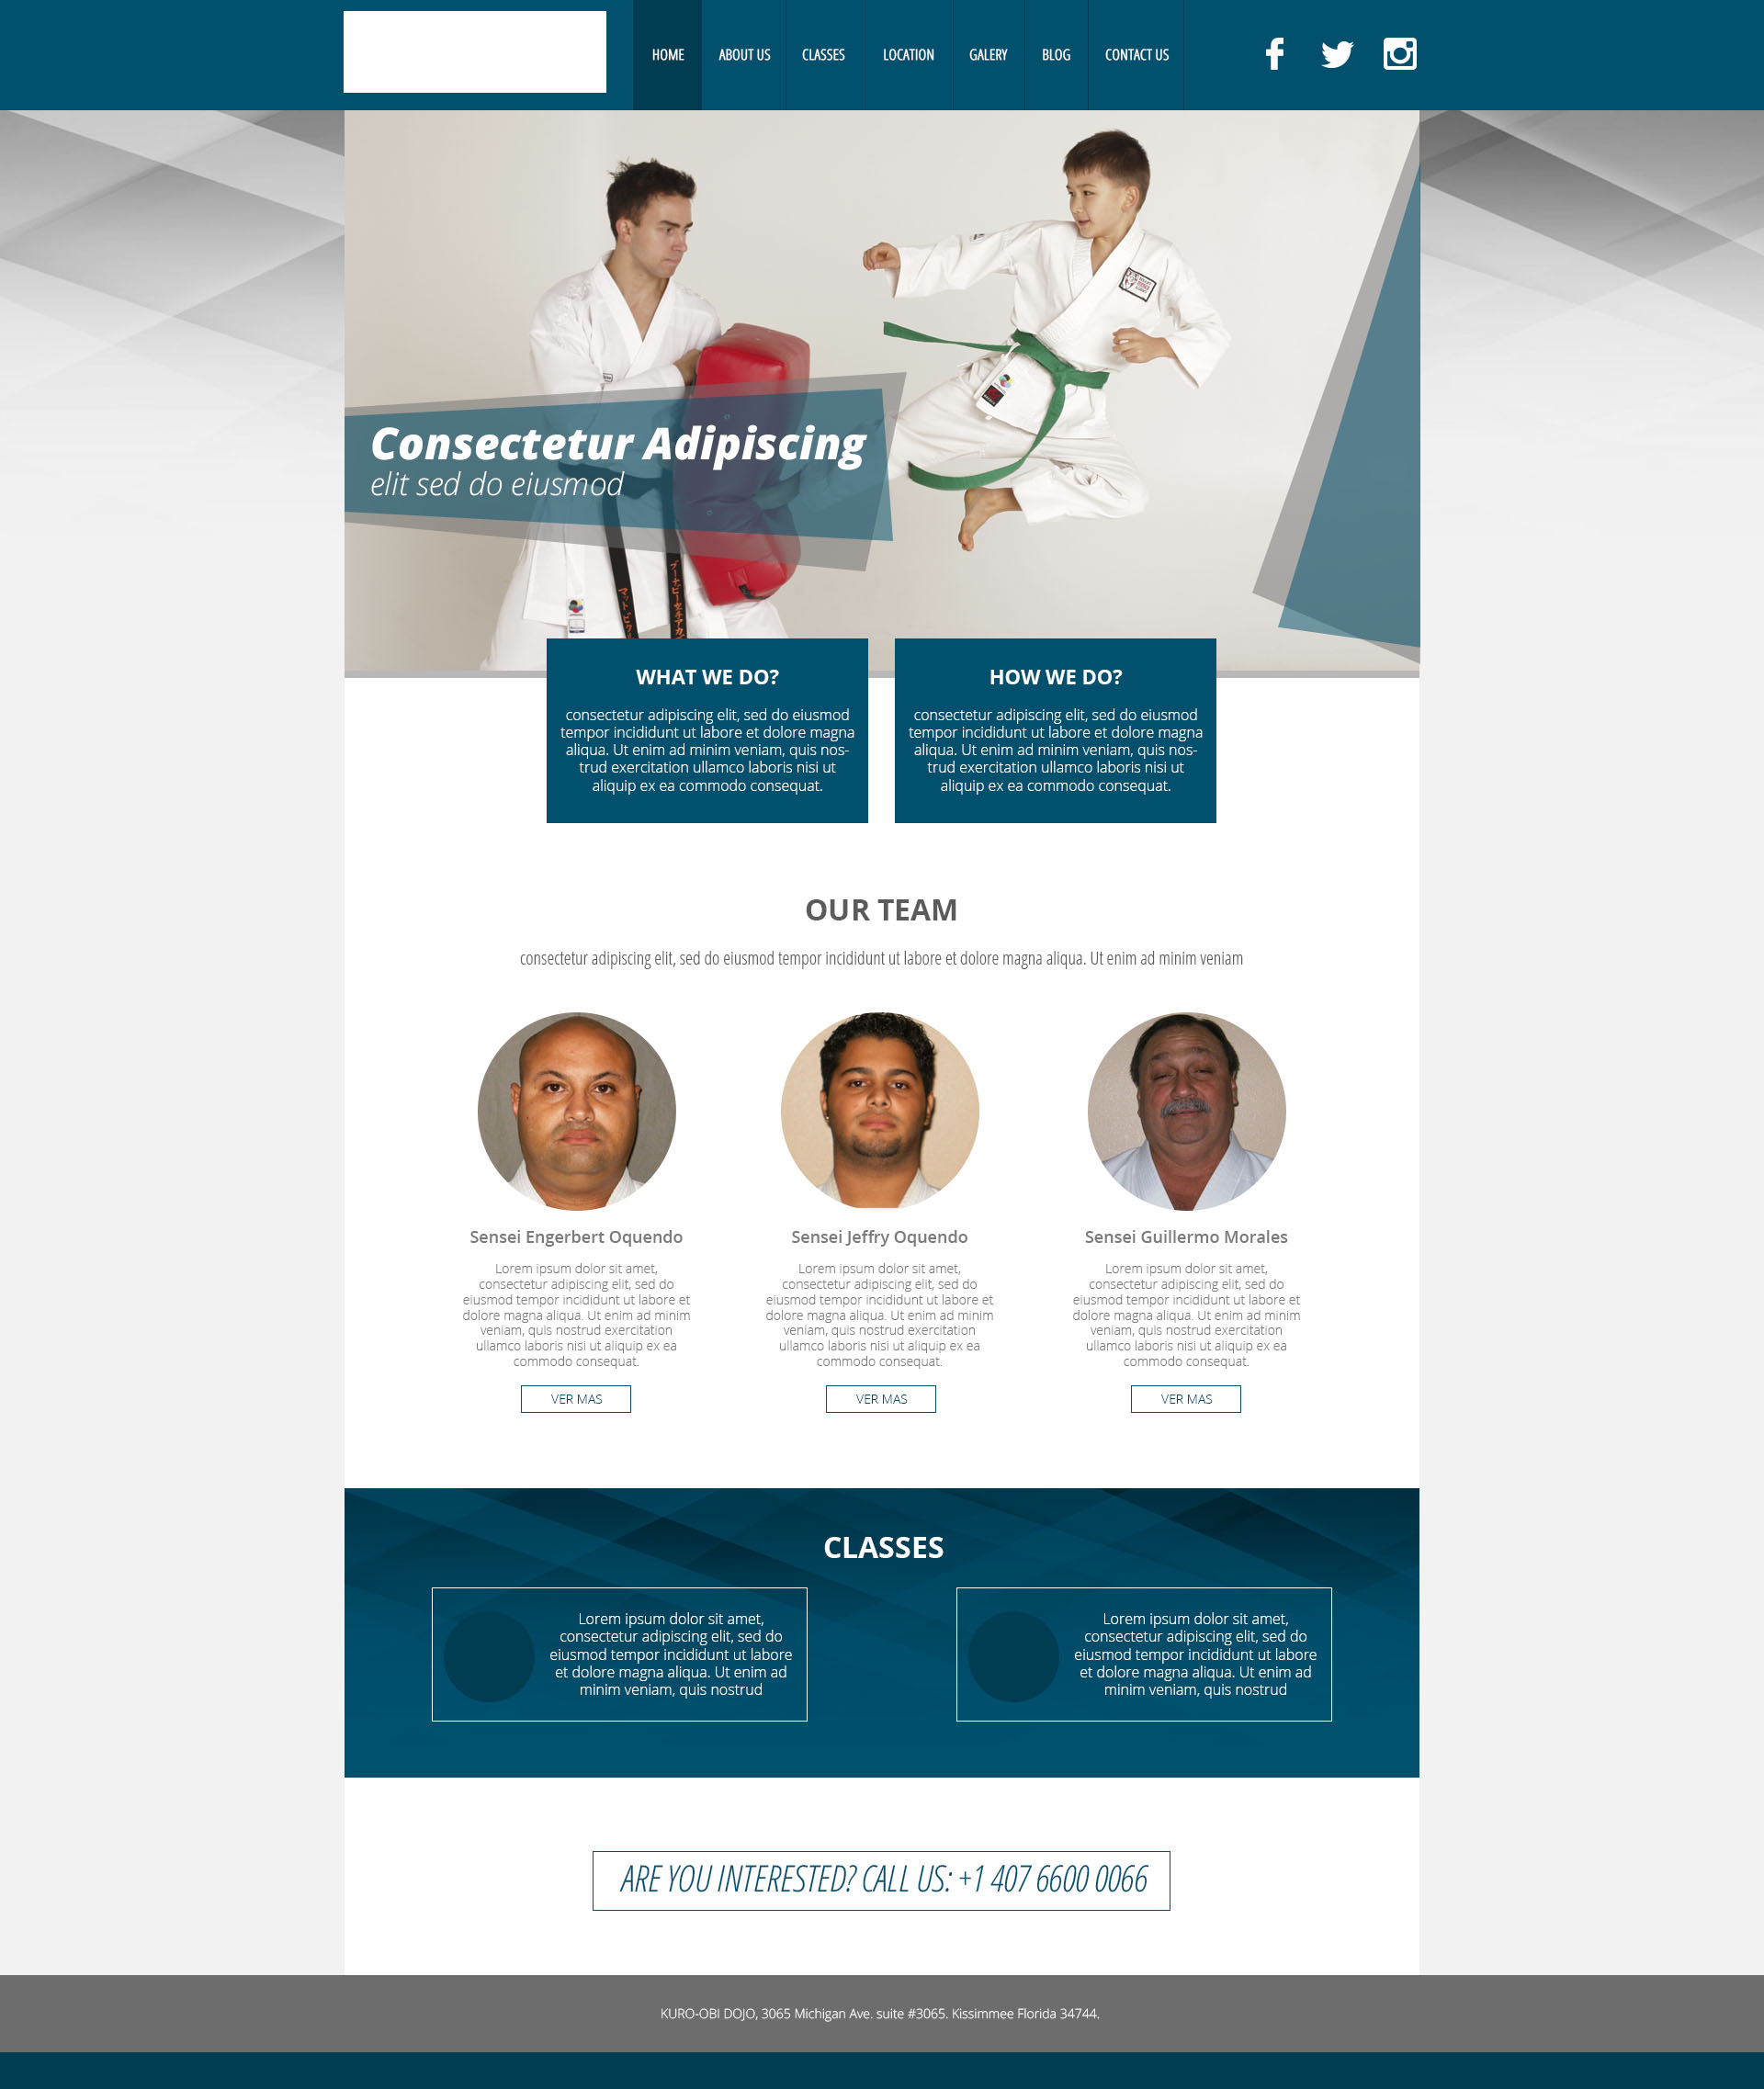 HOME
ABOUT US
CLASSES
LOCATION
GALERY
BLOG
CONTACT US
Consectetur Adipiscing
elit sed do eiusmod
WHAT WE DO?
consectetur adipiscing elit, sed do eiusmod
tempor incididunt ut labore et dolore magna
aliqua. Ut enim ad minim veniam, quis nos-
trud exercitation ullamco laboris nisi ut
aliquip ex ea commodo consequat.
HOW WE DO?
consectetur adipiscing elit, sed do eiusmod
tempor incididunt ut labore et dolore magna
aliqua. Ut enim ad minim veniam, quis nos-
trud exercitation ullamco laboris nisi ut
aliquip ex ea commodo consequat.
OUR TEAM
consectetur adipiscing elit, sed do eiusmod tempor incididunt ut labore et dolore magna aliqua. Ut enim ad minim veniam
Sensei Engerbert Oquendo
Lorem ipsum dolor sit amet,
consectetur adipiscing elit, sed do
eiusmod tempor incididunt ut labore et
dolore magna aliqua. Ut enim ad minim
veniam, quis nostrud exercitation
ullamco laboris nisi ut aliquip ex ea
commodo consequat.
VER MAS
Sensei Jeffry Oquendo
Lorem ipsum dolor sit amet,
consectetur adipiscing elit, sed do
eiusmod tempor incididunt ut labore et
dolore magna aliqua. Ut enim ad minim
veniam, quis nostrud exercitation
ullamco laboris nisi ut aliquip ex ea
commodo consequat.
VER MAS
Sensei Guillermo Morales
Lorem ipsum dolor sit amet,
consectetur adipiscing elit, sed do
eiusmod tempor incididunt ut labore et
dolore magna aliqua. Ut enim ad minim
veniam, quis nostrud exercitation
ullamco laboris nisi ut aliquip ex ea
commodo consequat.
VER MAS
CLASSES
Lorem ipsum dolor sit amet,
consectetur adipiscing elit, sed do
eiusmod tempor incididunt ut labore
et dolore magna aliqua. Ut enim ad
minim veniam, quis nostrud
Lorem ipsum dolor sit amet,
consectetur adipiscing elit, sed do
eiusmod tempor incididunt ut labore
et dolore magna aliqua. Ut enim ad
minim veniam, quis nostrud
ARE YOU INTERESTED? CALL US: +1 407 6600 0066
KURO-OBI DOJO, 3065 Michigan Ave. suite #3065. Kissimmee Florida 34744.